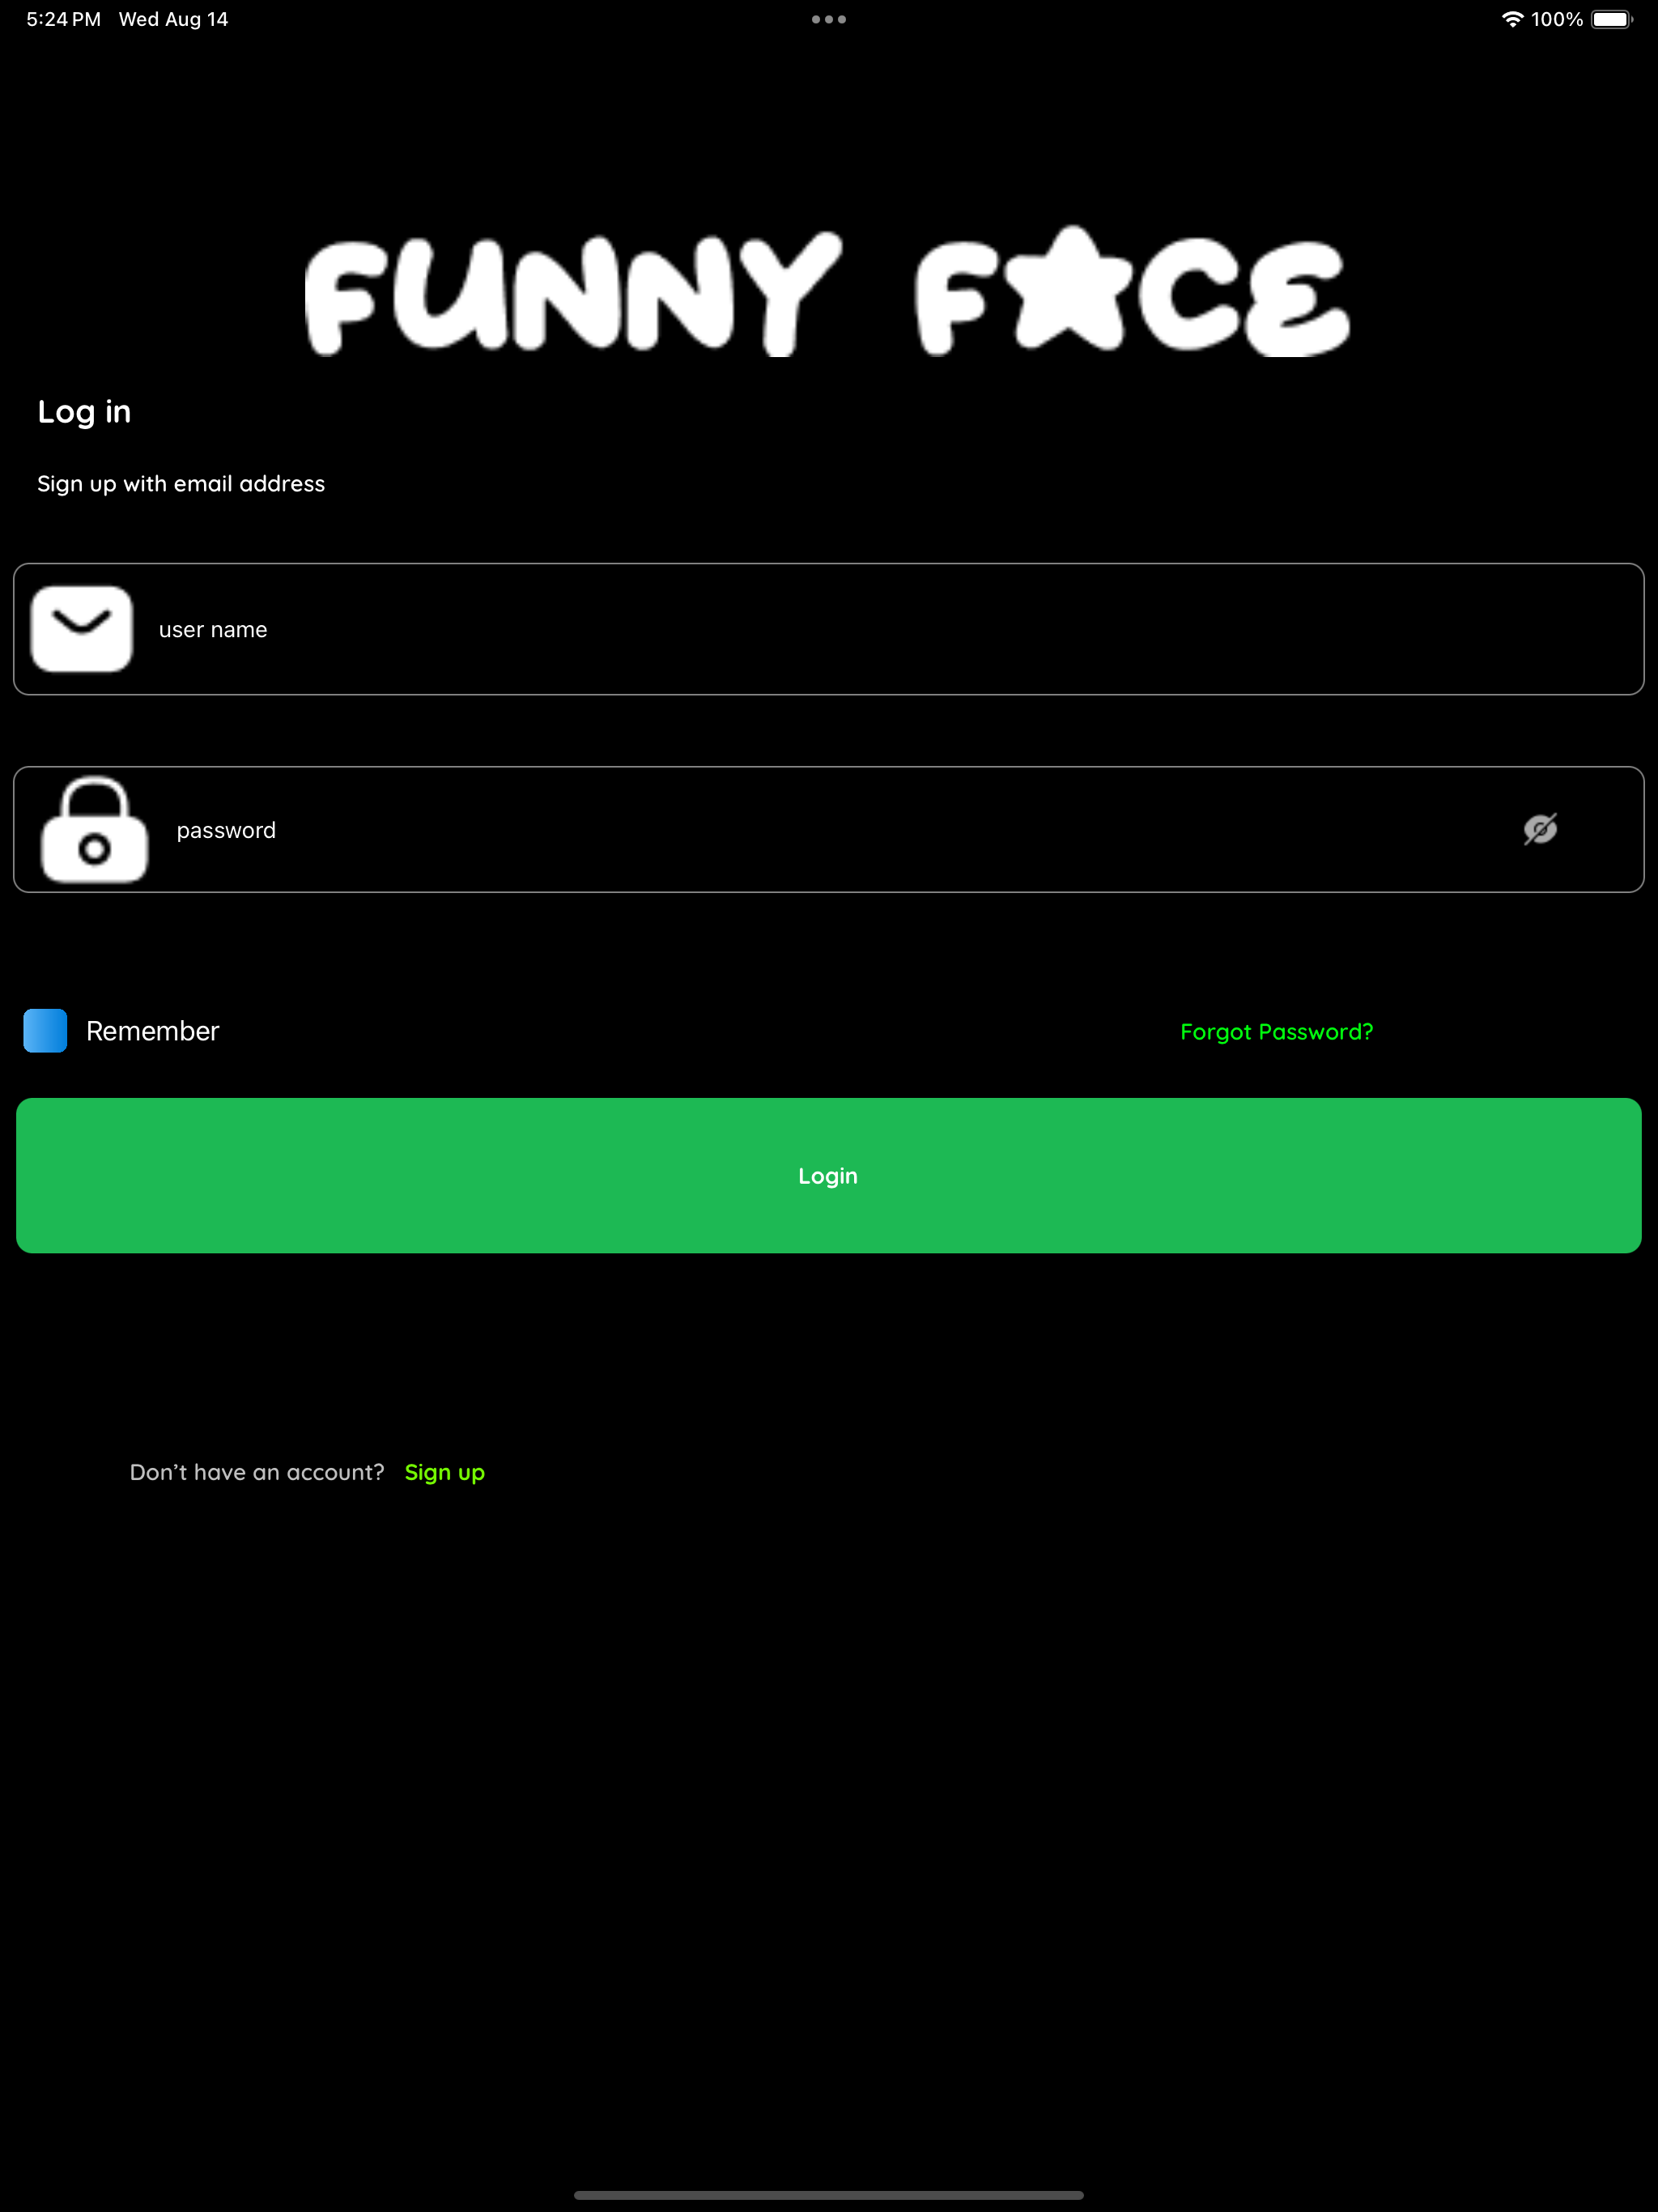 5:24 PM Wed Aug 14
100%
FUNNY F★CE
Log in
Sign up with email address
user name
password
Remember
Forgot Password?
Login
Don’t have an account? Sign up